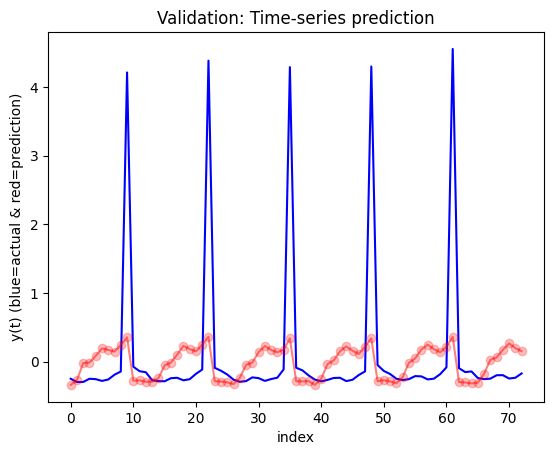 Validation: Time-series prediction
y(t) (blue=actual & red=prediction)
4
3
2
1
0
0 10 20 30 40 50 60 70
index